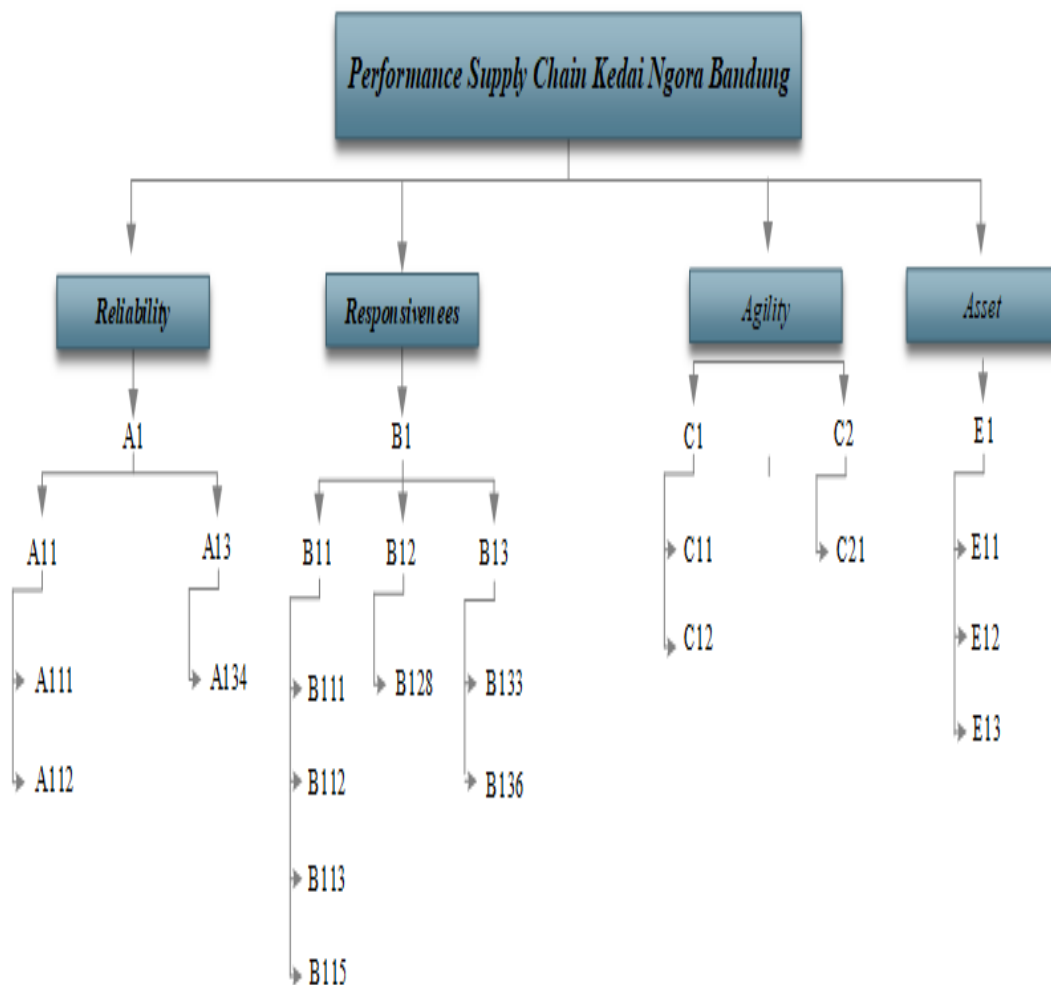 Performance Supply Chain Kedai Ngora Bandung
Reliability
Responsivenees
Agility
Asset
A1
B1
C1
C2
E1
A11
A13
B11
B12
B13
C11
C21
E11
C12
E12
A111
A134
B111
B128
B133
E13
A112
B112
B136
B113
B115